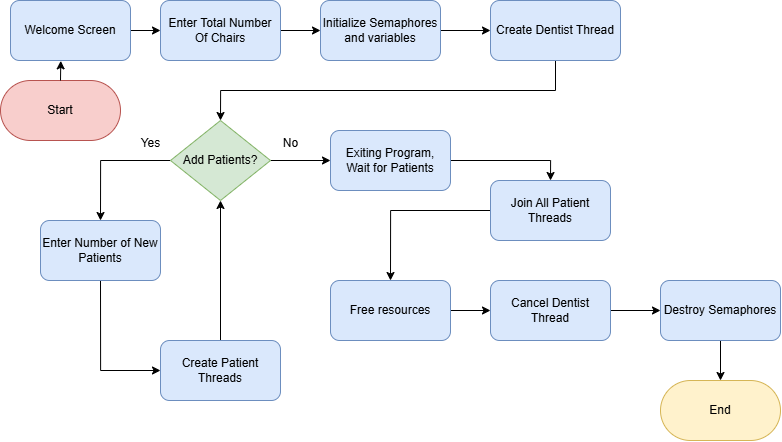 Welcome Screen
Enter Total Number
Of Chairs
Initialize Semaphores
and variables
Create Dentist Thread
Start
Yes
Add Patients?
No
Exiting Program,
Wait for Patients
Join All Patient
Threads
Enter Number of New
Patients
Free resources
Cancel Dentist
Thread
Destroy Semaphores
Create Patient
Threads
End